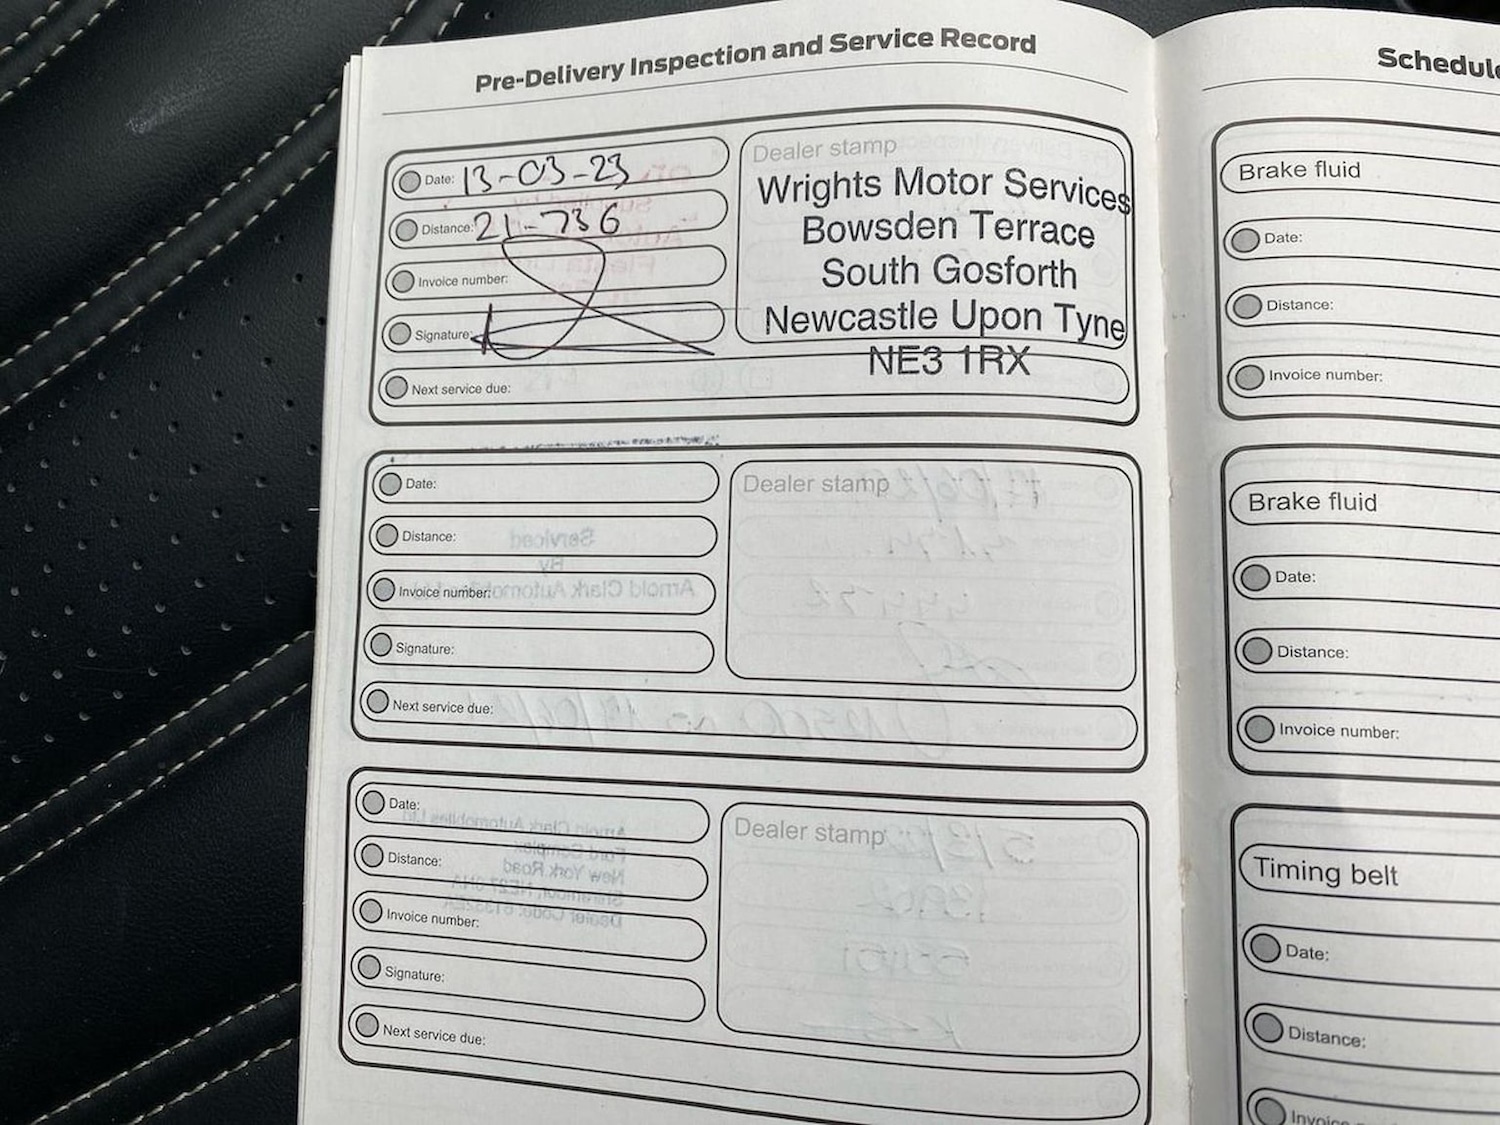 Pre-Delivery Inspection and Service Record
Date: 13-03-23
Distance: 21-736
Invoice number:
Signature:
Next service due:
Dealer stamp
Wrights Motor Services
Bowsden Terrace
South Gosforth
Newcastle Upon Tyne
NE3 1RX
Date:
Distance:
Invoice number:
Signature:
Next service due:
Dealer stamp
Date:
Distance:
Invoice number:
Signature:
Next service due:
Dealer stamp
Brake fluid
Date:
Distance:
Invoice number:
Brake fluid
Date:
Distance:
Invoice number:
Timing belt
Date:
Distance: